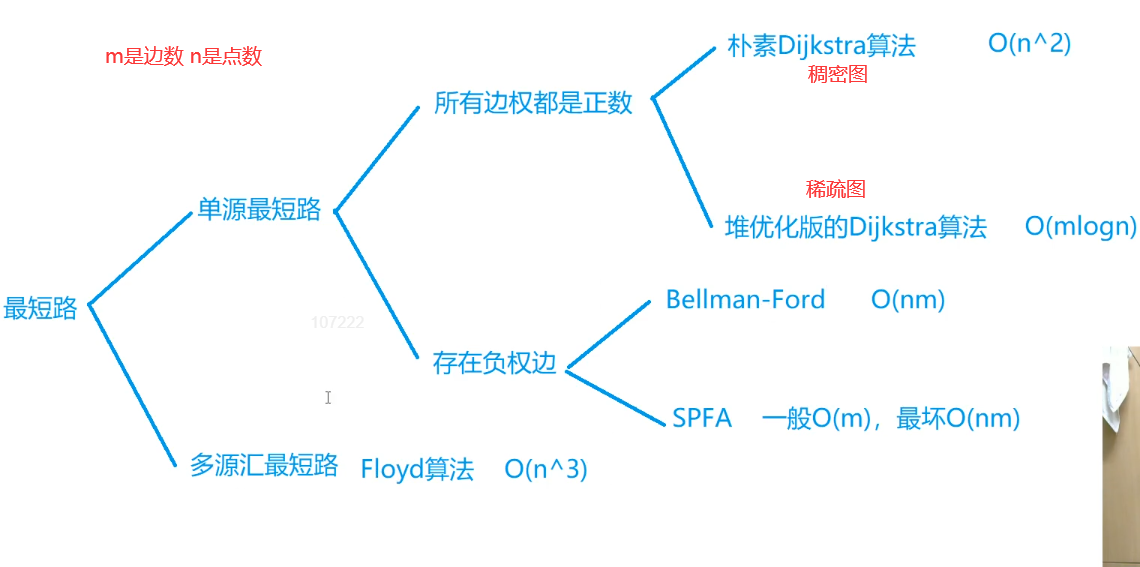 m是边数 n是点数
朴素Dijkstra算法 O(n^2)
稠密图
所有边权都是正数
稀疏图
单源最短路
堆优化版的Dijkstra算法 O(mlogn)
最短路
Bellman-Ford O(nm)
107222
存在负权边
SPFA 一般O(m)，最坏O(nm)
多源汇最短路 Floyd算法 O(n^3)